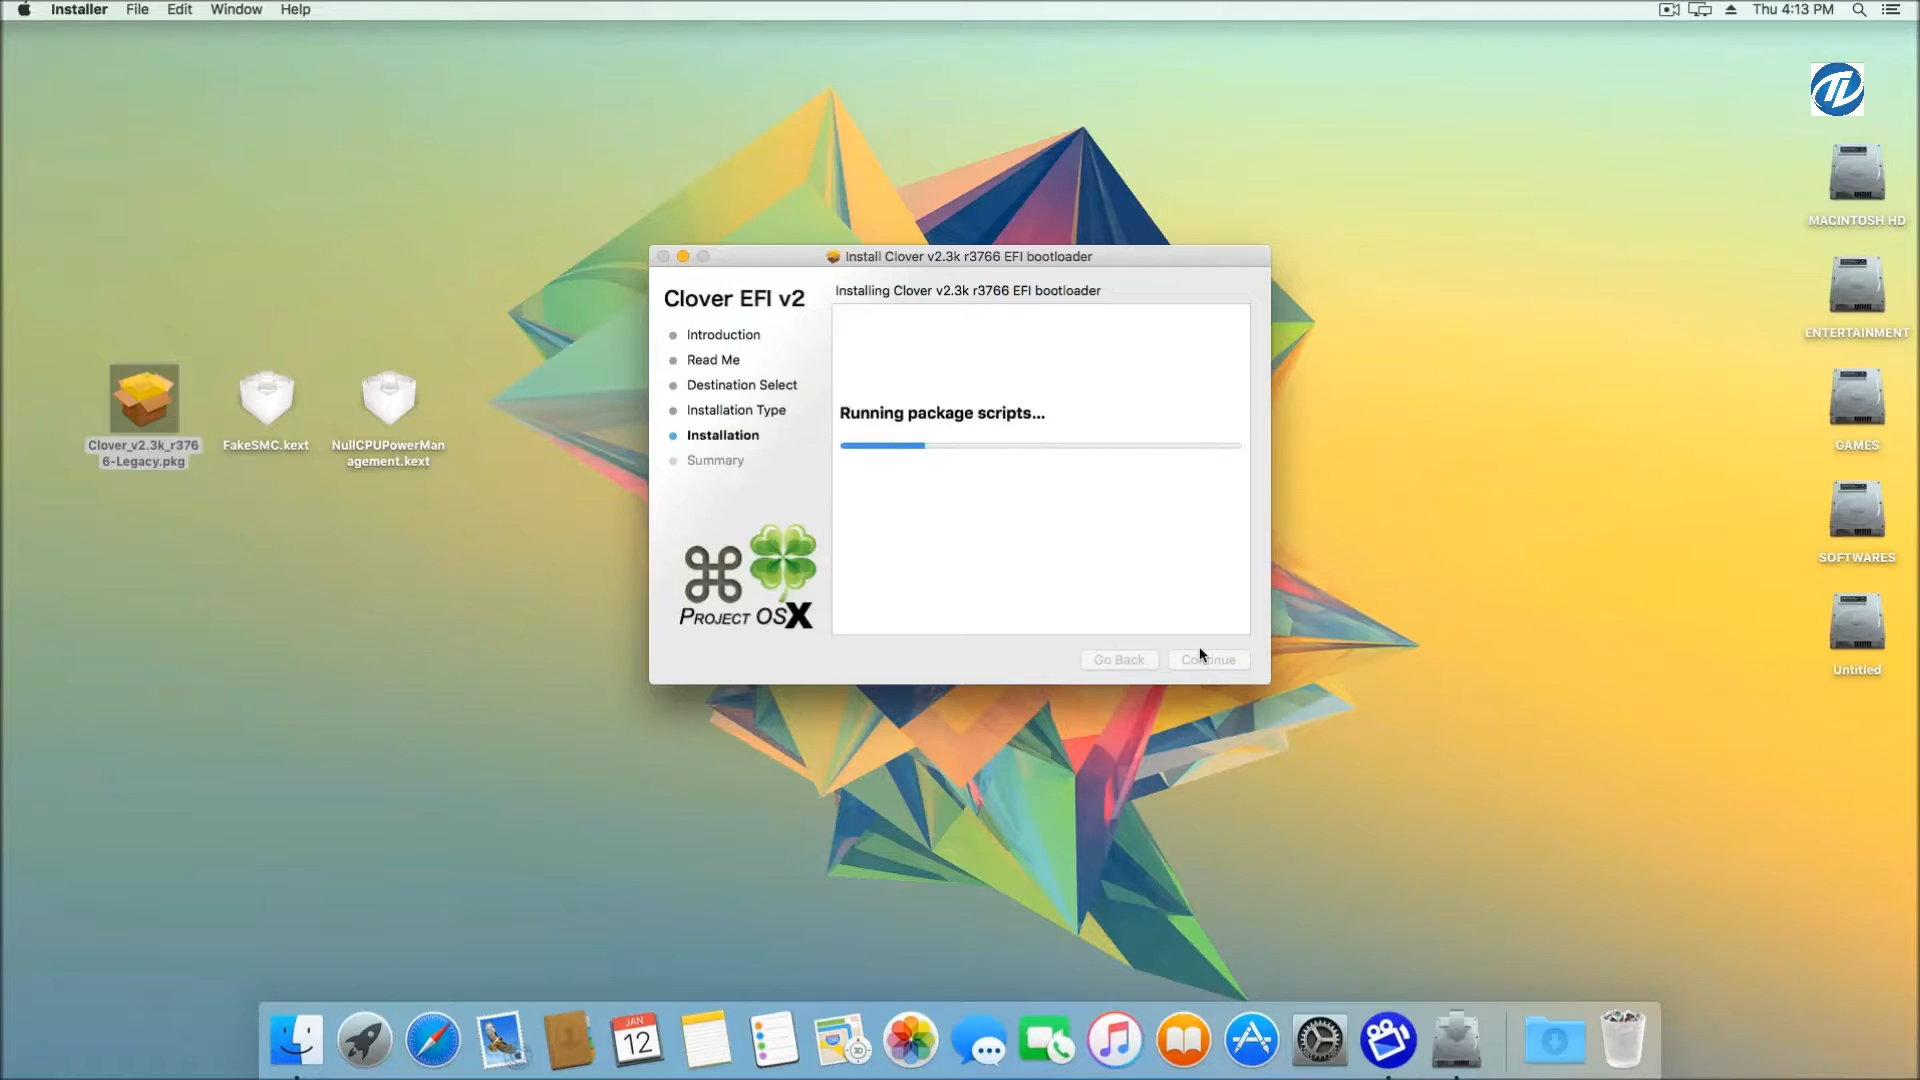 Installer File Edit Window Help
Thu 4:13 PM
TL
MACINTOSH HD
ENTERTAINMENT
GAMES
SOFTWARES
Untitled
Clover_v2.3k_r376
6-Legacy.pkg
FakeSMC.kext
NullCPUPowerMan
agement.kext
Install Clover v2.3k r3766 EFI bootloader
Clover EFI v2
Introduction
Read Me
Destination Select
Installation Type
Installation
Summary
PROJECT OSX
Installing Clover v2.3k r3766 EFI bootloader
Running package scripts...
Go Back
Continue
JAN
12
3D